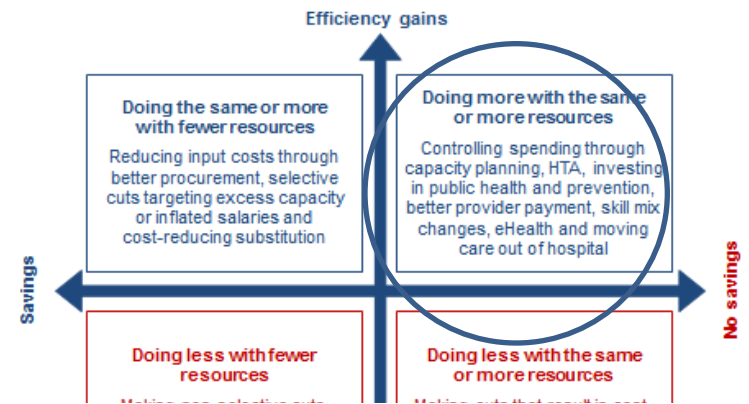 Efficiency gains
Doing the same or more
with fewer resources
Reducing input costs through
better procurement, selective
cuts targeting excess capacity
or inflated salaries and
cost-reducing substitution
Doing more with the same
or more resources
Controlling spending through
capacity planning, HTA, investing
in public health and prevention,
better provider payment, skill mix
changes, eHealth and moving
care out of hospital
Savings
No savings
Doing less with fewer
resources
Doing less with the same
or more resources